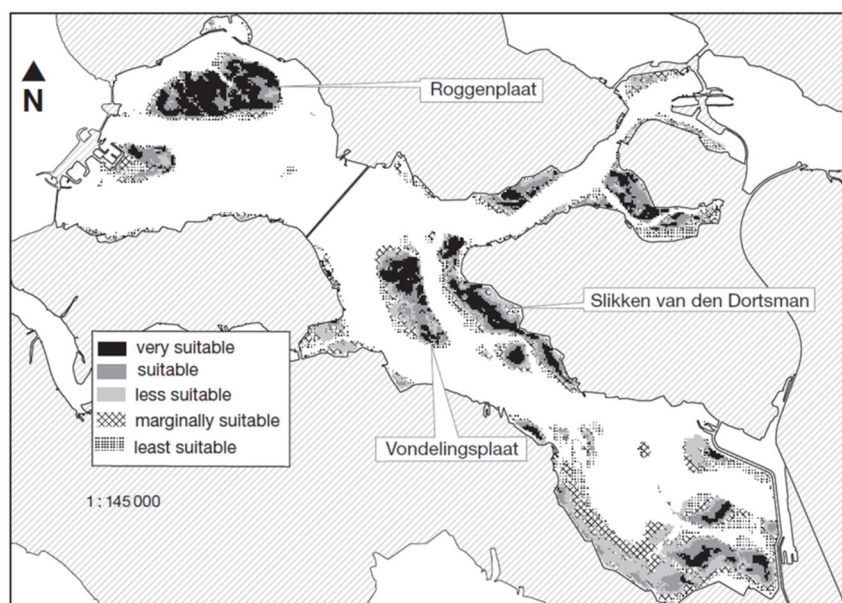 Roggenplaat
N
Slikken van den Dortsman
very suitable
suitable
less suitable
marginally suitable
least suitable
Vondelingsplaat
1 : 145 000